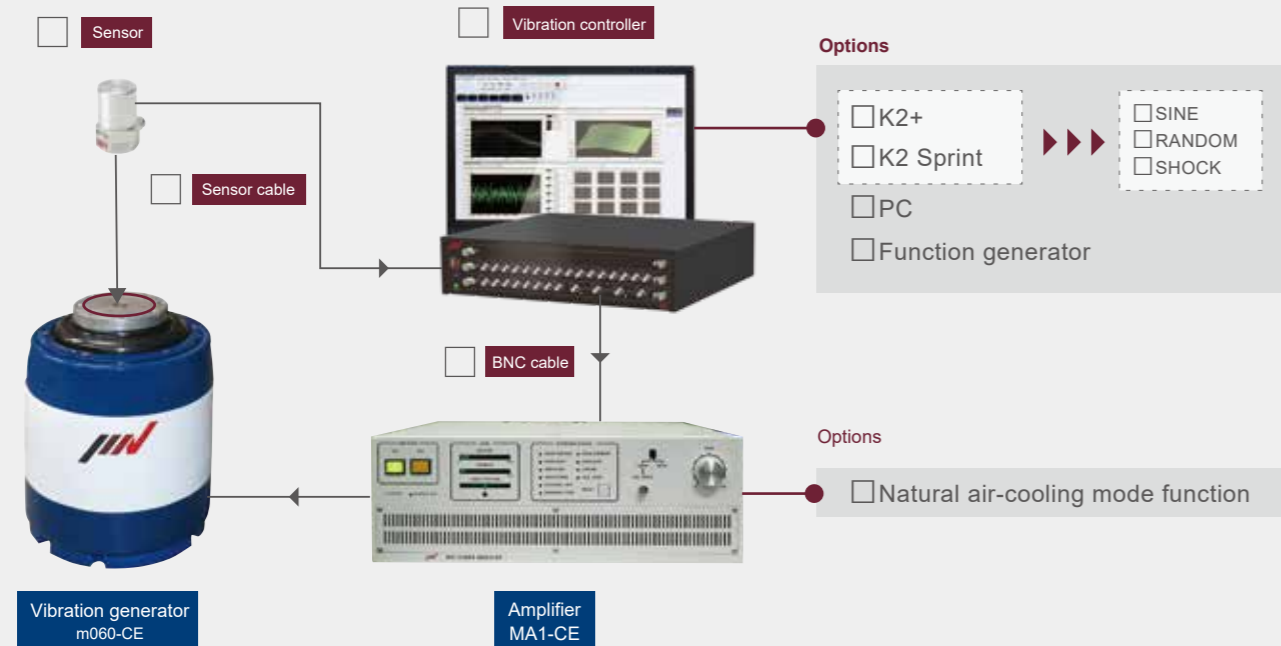 Sensor
Vibration controller
Options
K2+
K2 Sprint
SINE
RANDOM
SHOCK
PC
Function generator
Sensor cable
BNC cable
Options
Natural air-cooling mode function
Vibration generator
m060-CE
Amplifier
MA1-CE